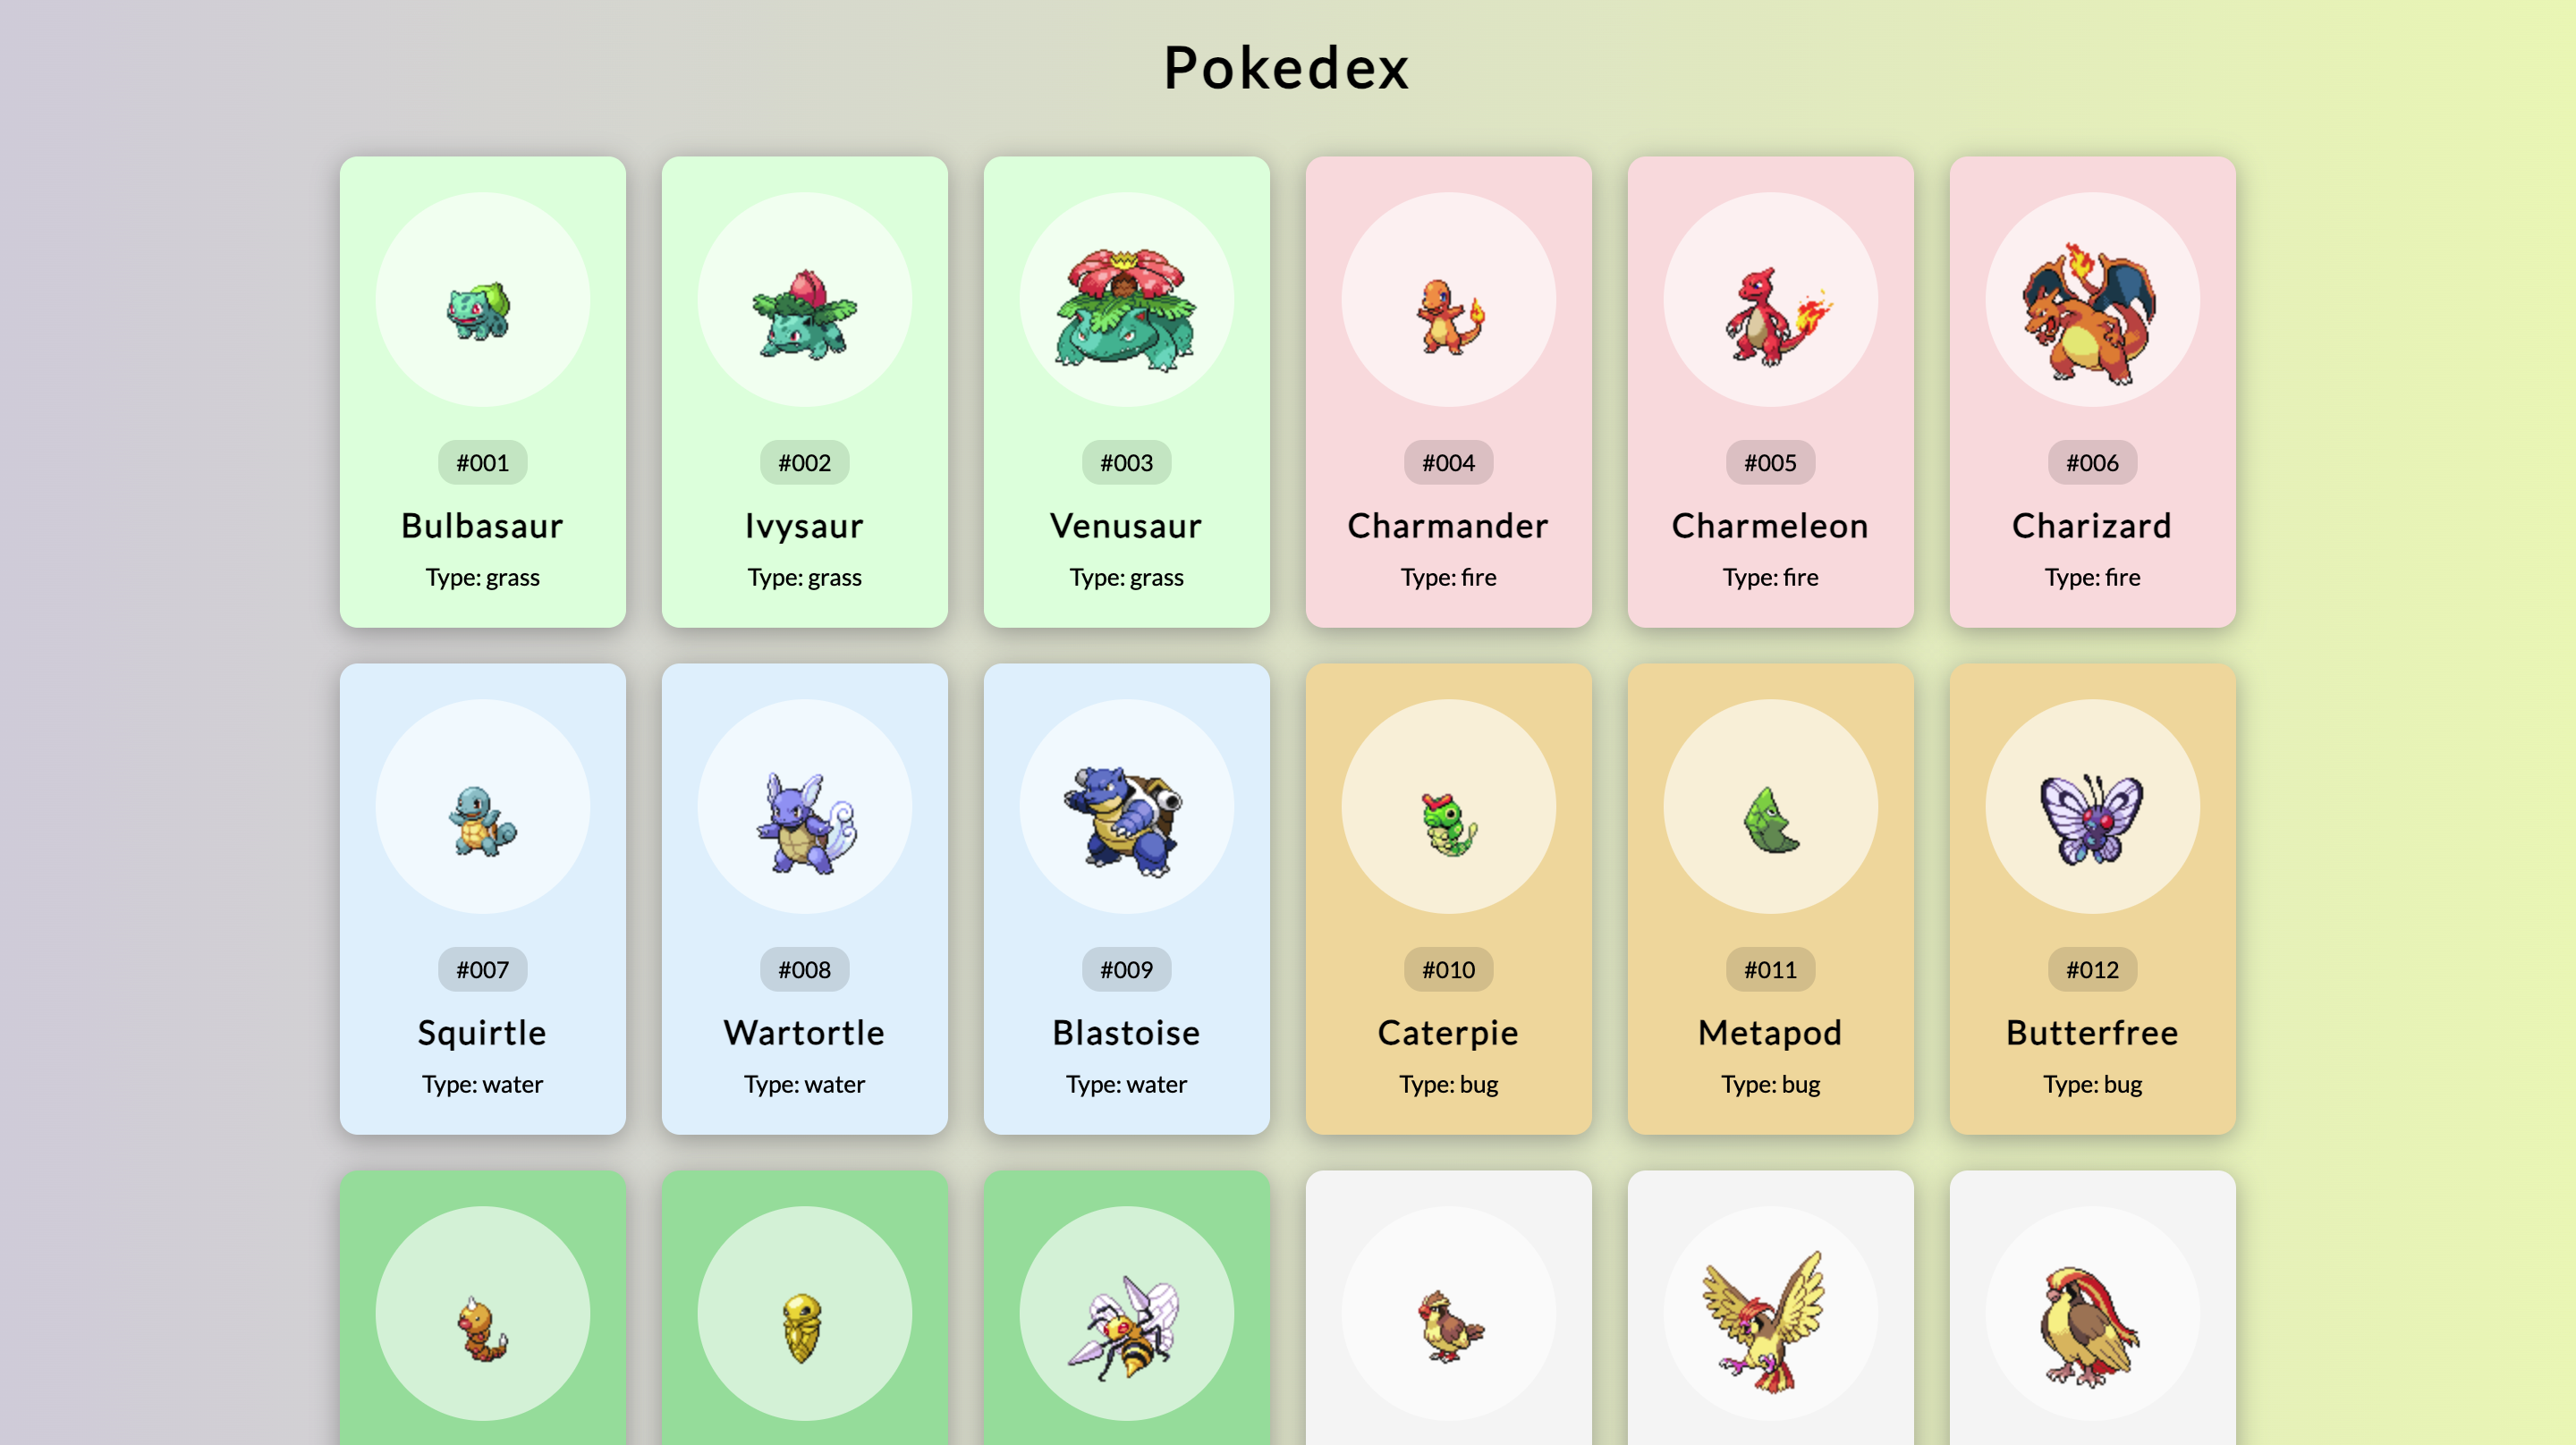 Pokedex
#001
Bulbasaur
Type: grass
#002
Ivysaur
Type: grass
#003
Venusaur
Type: grass
#004
Charmander
Type: fire
#005
Charmeleon
Type: fire
#006
Charizard
Type: fire
#007
Squirtle
Type: water
#008
Wartortle
Type: water
#009
Blastoise
Type: water
#010
Caterpie
Type: bug
#011
Metapod
Type: bug
#012
Butterfree
Type: bug